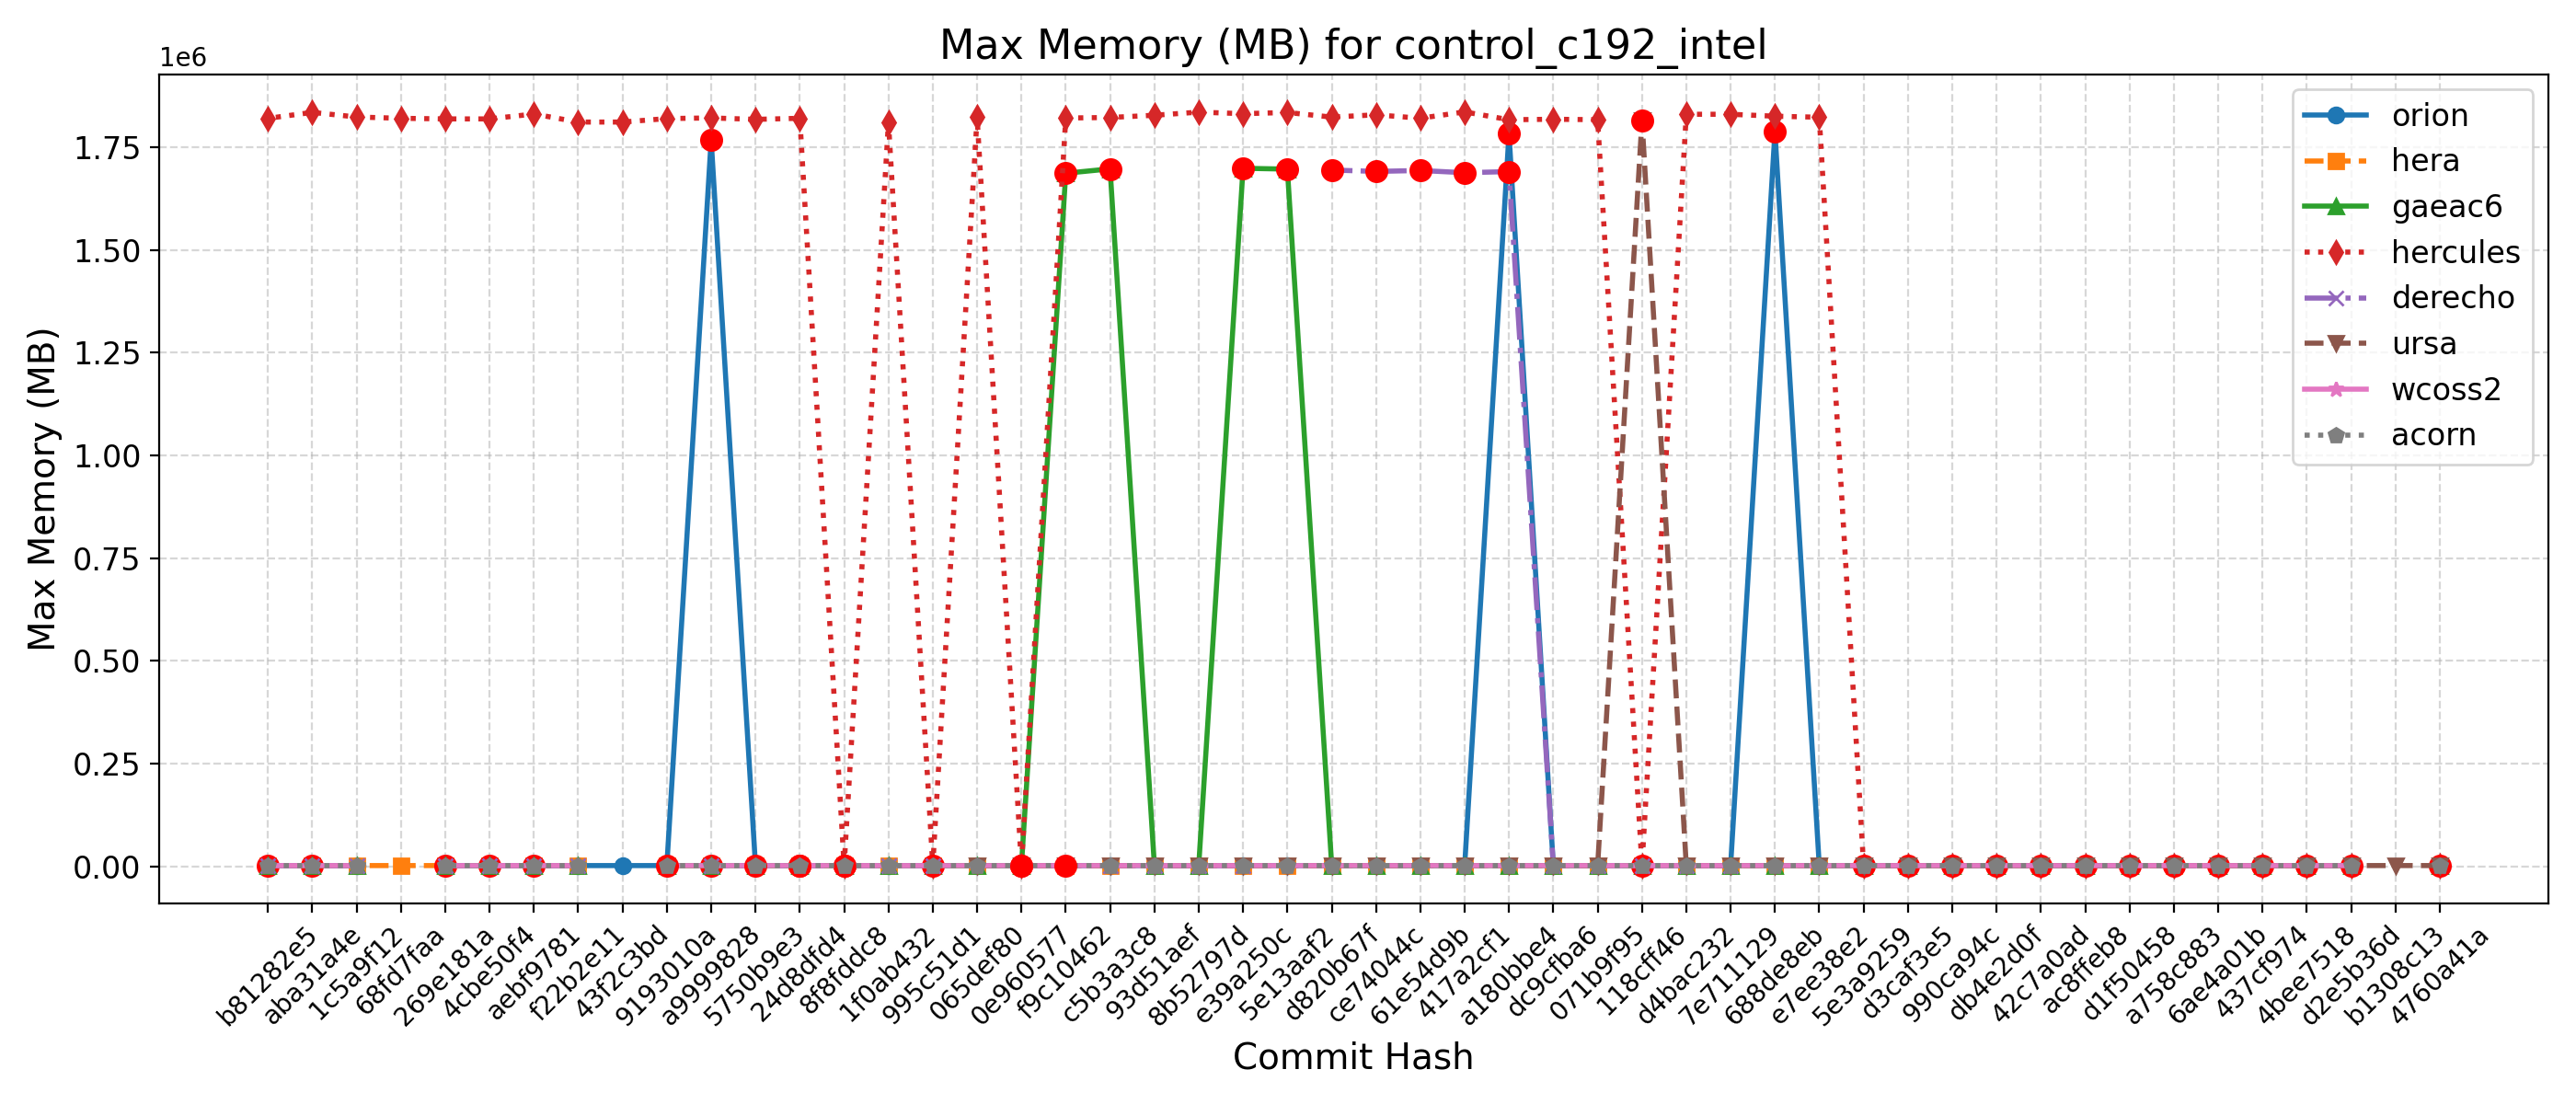 Max Memory (MB) for control_c192_intel
1e6
1.75
1.50
1.25
1.00
0.75
0.50
0.25
0.00
Max Memory (MB)
orion
hera
gaeac6
hercules
derecho
ursa
wcoss2
acorn
b81282e5
aba31a4e
1c5a9f12
68fd7faa
269e181a
4cbe50f4
aebf9781
f22b2e11
43f2c3bd
9193010a
a9999828
5750b9e3
24d8dfd4
8f8fddc8
1f0ab432
995c51d1
065def80
0e960577
f9c10462
c5b3a3c8
93d51aef
8b52797d
e39a250c
5e13aaf2
d820b67f
ce74044c
61e54d9b
417a2cf1
a180bbe4
dc9cfba6
071b9f95
118cff46
d4bac232
7e711129
688de8eb
e7ee38e2
5e3a9259
d3caf3e5
990ca94c
db4e2d0f
42c7a0ad
ac8ffeb8
d1f50458
a758c883
6ae4a01b
437cf974
4bee7518
d2e5b36d
b1308c13
4760a41a
Commit Hash